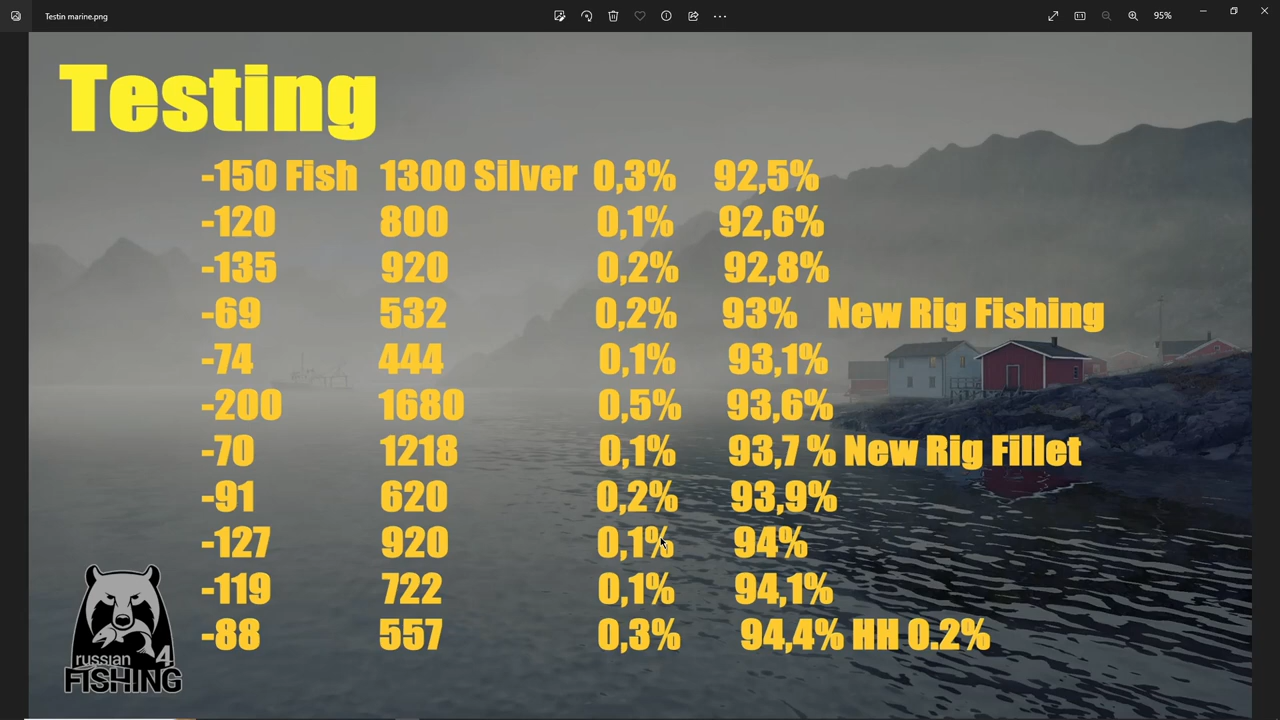 Testin marine.png
95%
Testing
-150 Fish 1300 Silver 0,3% 92,5%
-120 800 0,1% 92,6%
-135 920 0,2% 92,8%
-69 532 0,2% 93% New Rig Fishing
-74 444 0,1% 93,1%
-200 1680 0,5% 93,6%
-70 1218 0,1% 93,7 % New Rig Fillet
-91 620 0,2% 93,9%
-127 920 0,1% 94%
-119 722 0,1% 94,1%
-88 557 0,3% 94,4% HH 0.2%
russian 4
FISHING